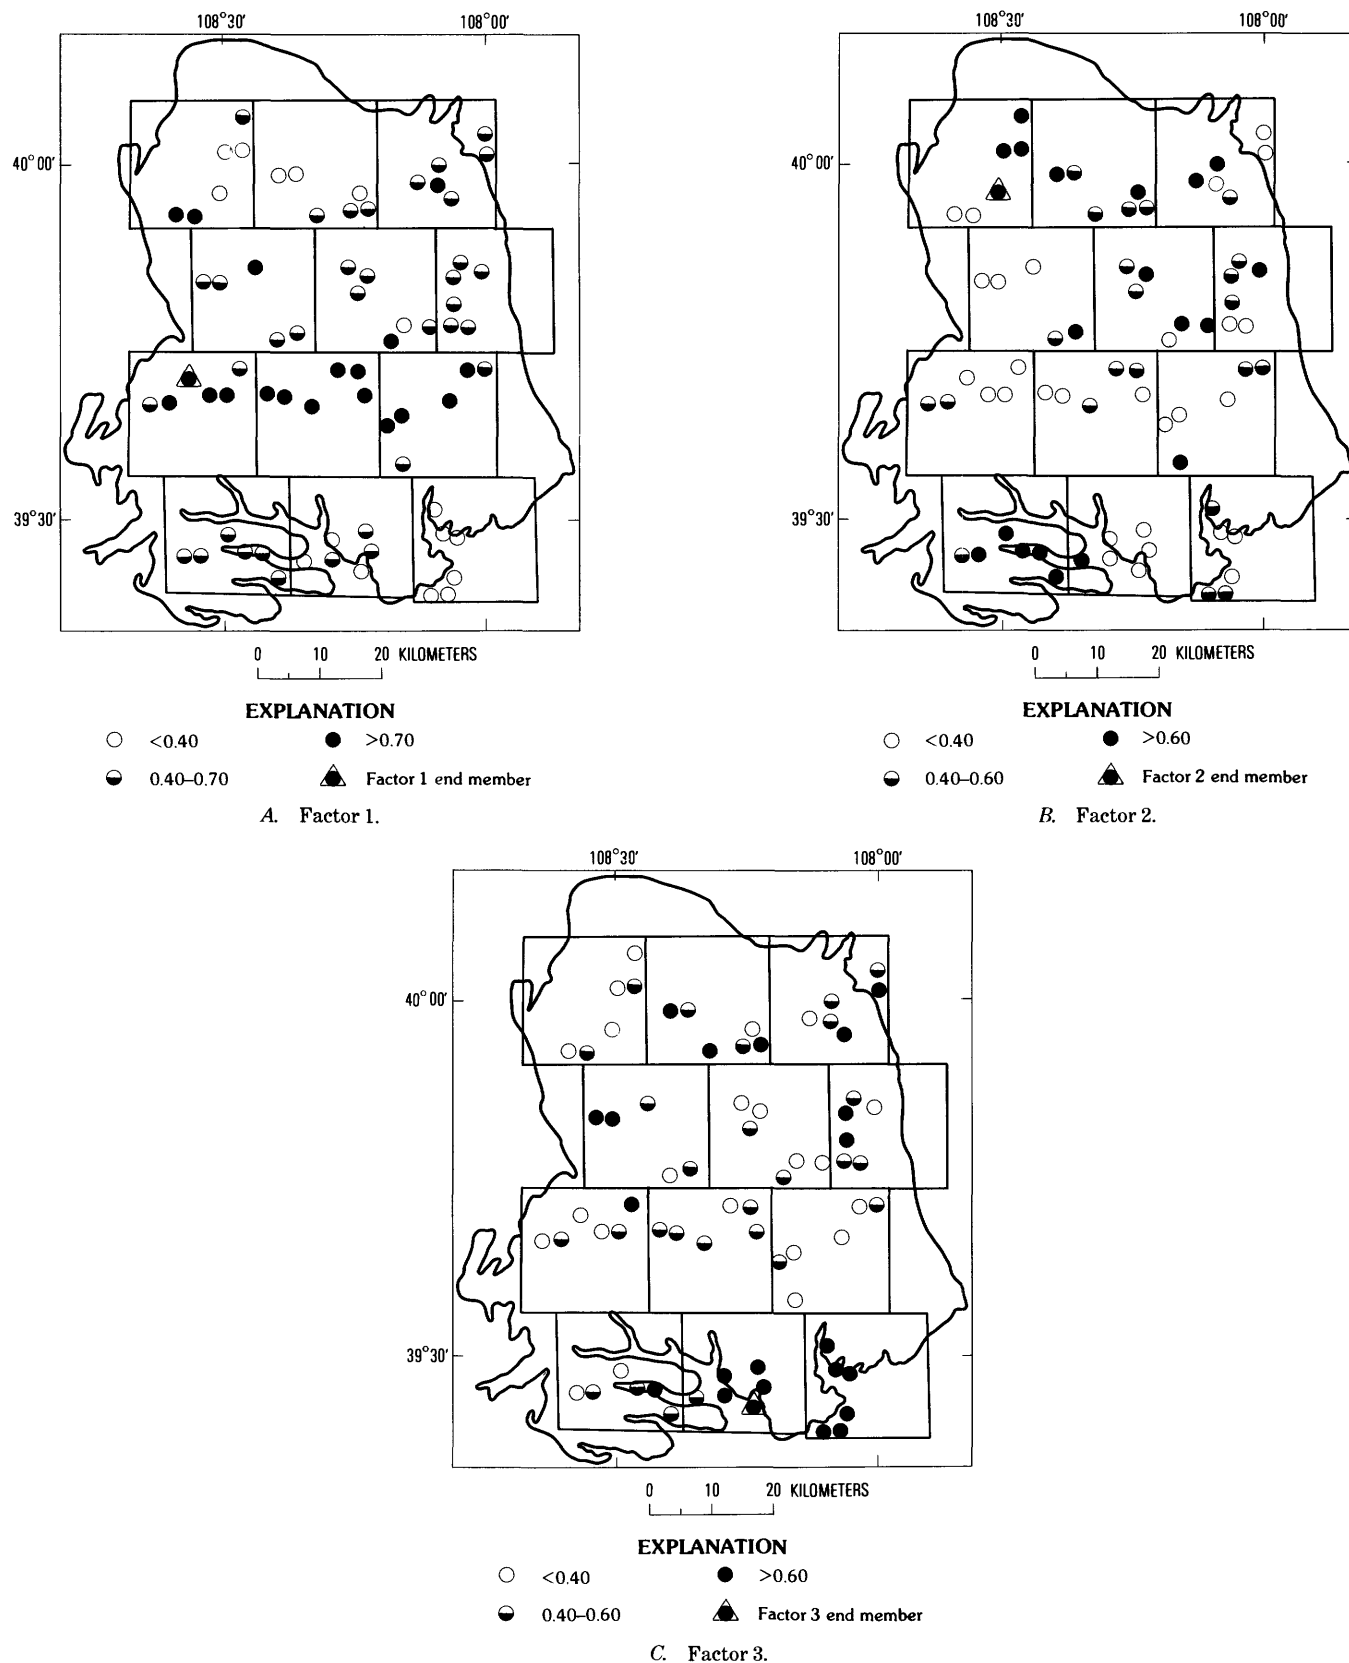 108°30′ 108°00′
40°00′
39°30′
0 10 20 KILOMETERS
EXPLANATION
<0.40 >0.70
0.40–0.70 Factor 1 end member
A. Factor 1.
108°30′ 108°00′
40°00′
39°30′
0 10 20 KILOMETERS
EXPLANATION
<0.40 >0.60
0.40–0.60 Factor 2 end member
B. Factor 2.
108°30′ 108°00′
40°00′
39°30′
0 10 20 KILOMETERS
EXPLANATION
<0.40 >0.60
0.40–0.60 Factor 3 end member
C. Factor 3.